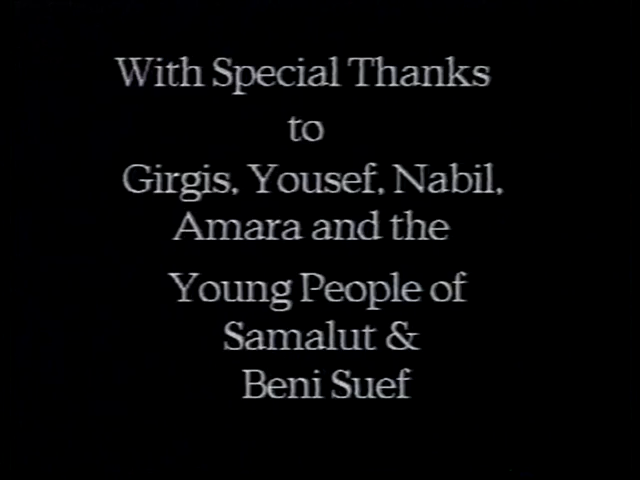 With Special Thanks
to
Girgis, Yousef, Nabil,
Amara and the
Young People of
Samalut &
Beni Suef